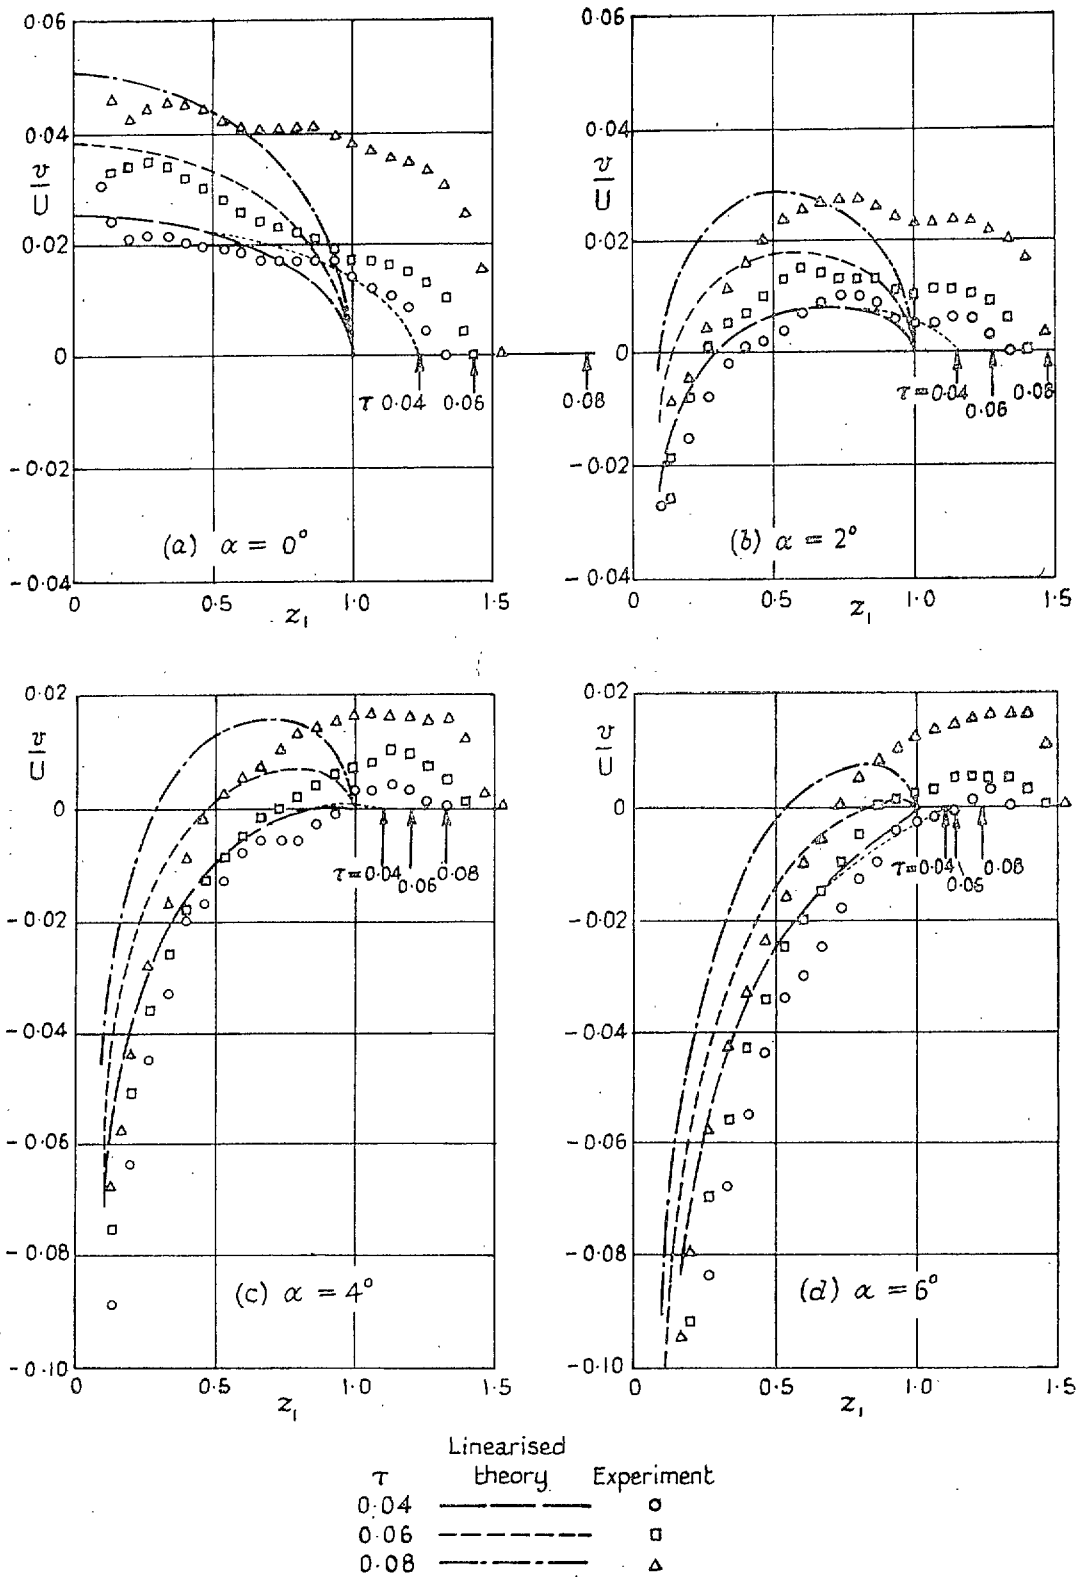 0.06
0.04
v/U
0.02
0
-0.02
-0.04
τ 0.04
0.06
0.08
(a) α = 0°
0
0.5
1.0
1.5
z₁
0.06
0.04
v/U
0.02
0
-0.02
-0.04
τ = 0.04
0.06
0.08
(b) α = 2°
0
0.5
1.0
1.5
z₁
0.02
v/U
0
-0.02
-0.04
-0.06
-0.08
-0.10
τ = 0.04
0.06
0.08
(c) α = 4°
0
0.5
1.0
1.5
z₁
0.02
v/U
0
-0.02
-0.04
-0.06
-0.08
-0.10
τ = 0.04
0.06
0.08
(d) α = 6°
0
0.5
1.0
1.5
z₁
Linearised
τ theory Experiment
0.04
0.06
0.08